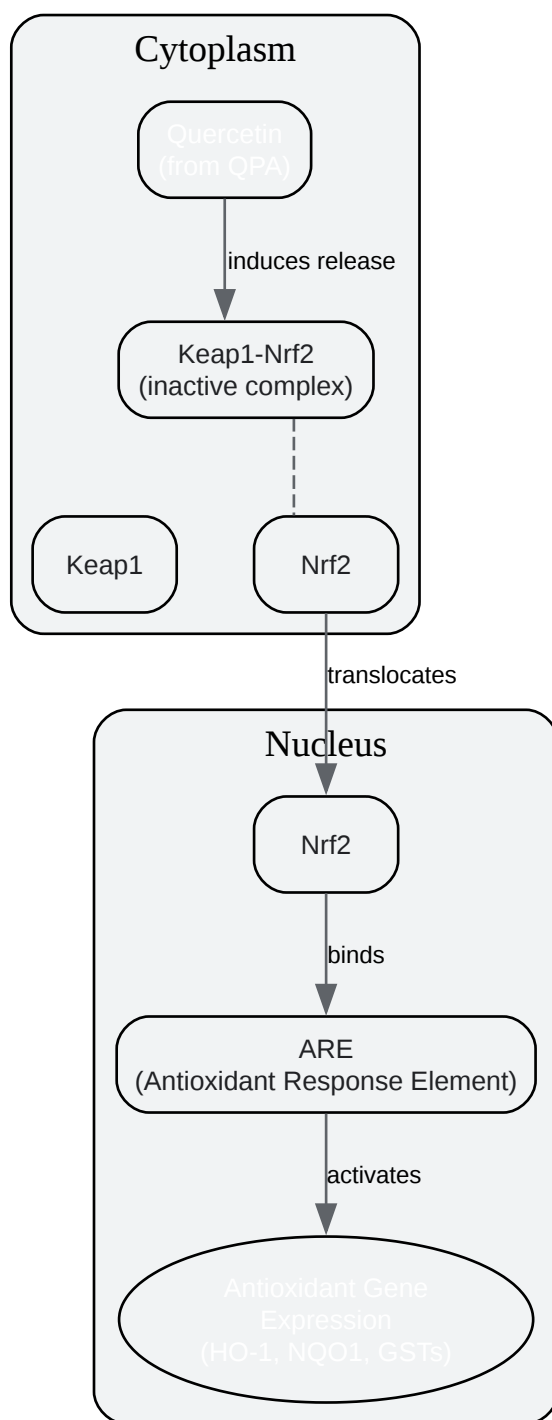 Cytoplasm
Quercetin
(from QPA)
induces release
Keap1-Nrf2
(inactive complex)
Keap1
Nrf2
translocates
Nucleus
Nrf2
binds
ARE
(Antioxidant Response Element)
activates
Antioxidant Gene
Expression
(HO-1, NQO1, GSTs)